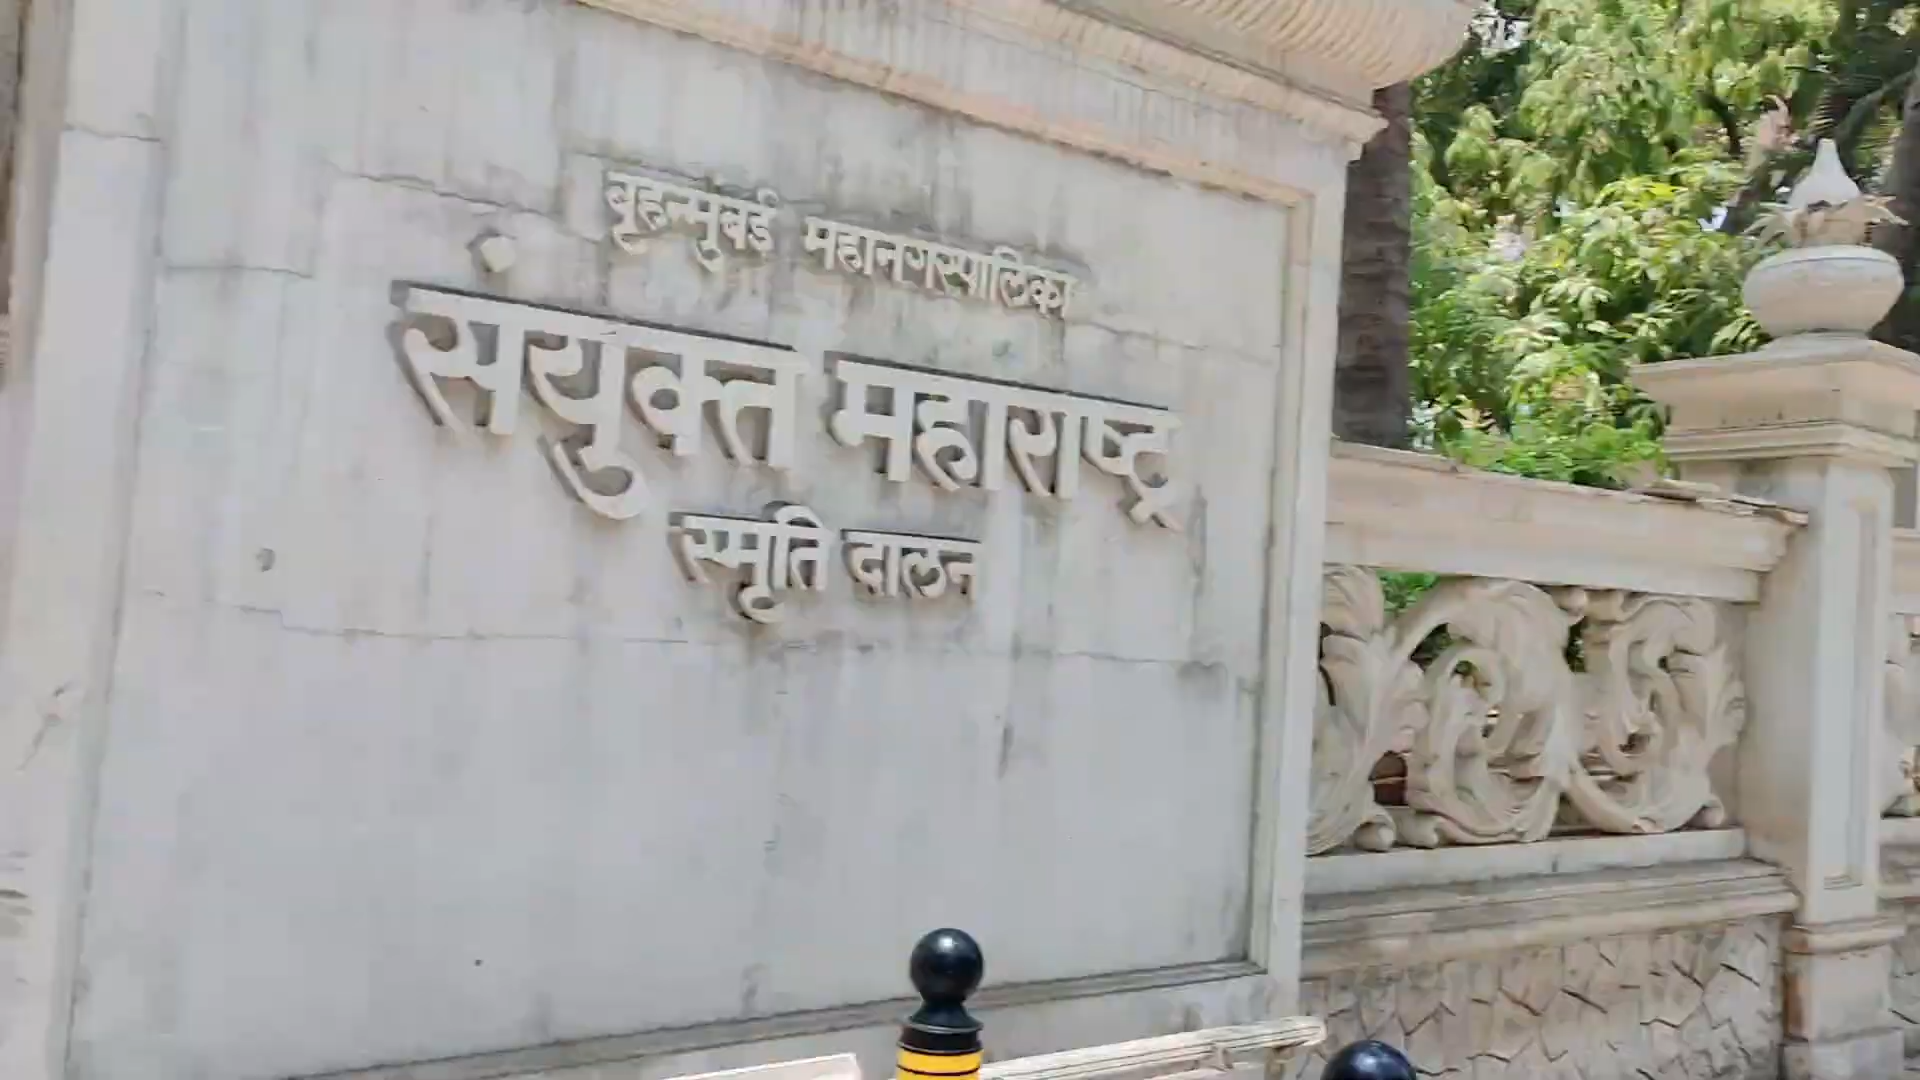 बृहन्मुंबई महानगरपालिका
संयुक्त महाराष्ट्र
स्मृति दालन